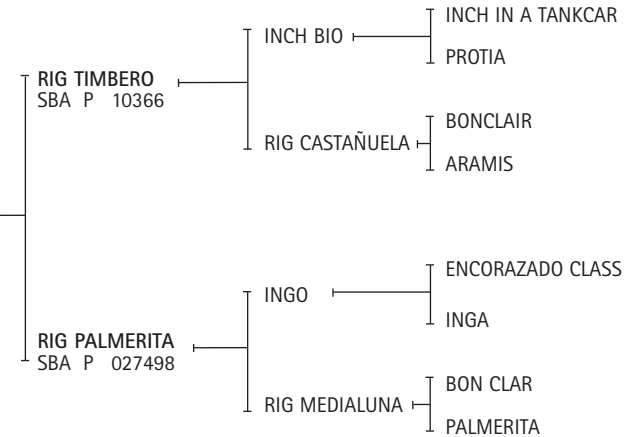 INCH IN A TANKCAR
INCH BIO
PROTIA
RIG TIMBERO
SBA P 10366
BONCLAIR
RIG CASTAÑUELA
ARAMIS
ENCORAZADO CLASS
INGO
INGA
RIG PALMERITA
SBA P 027498
BON CLAR
RIG MEDIALUNA
PALMERITA